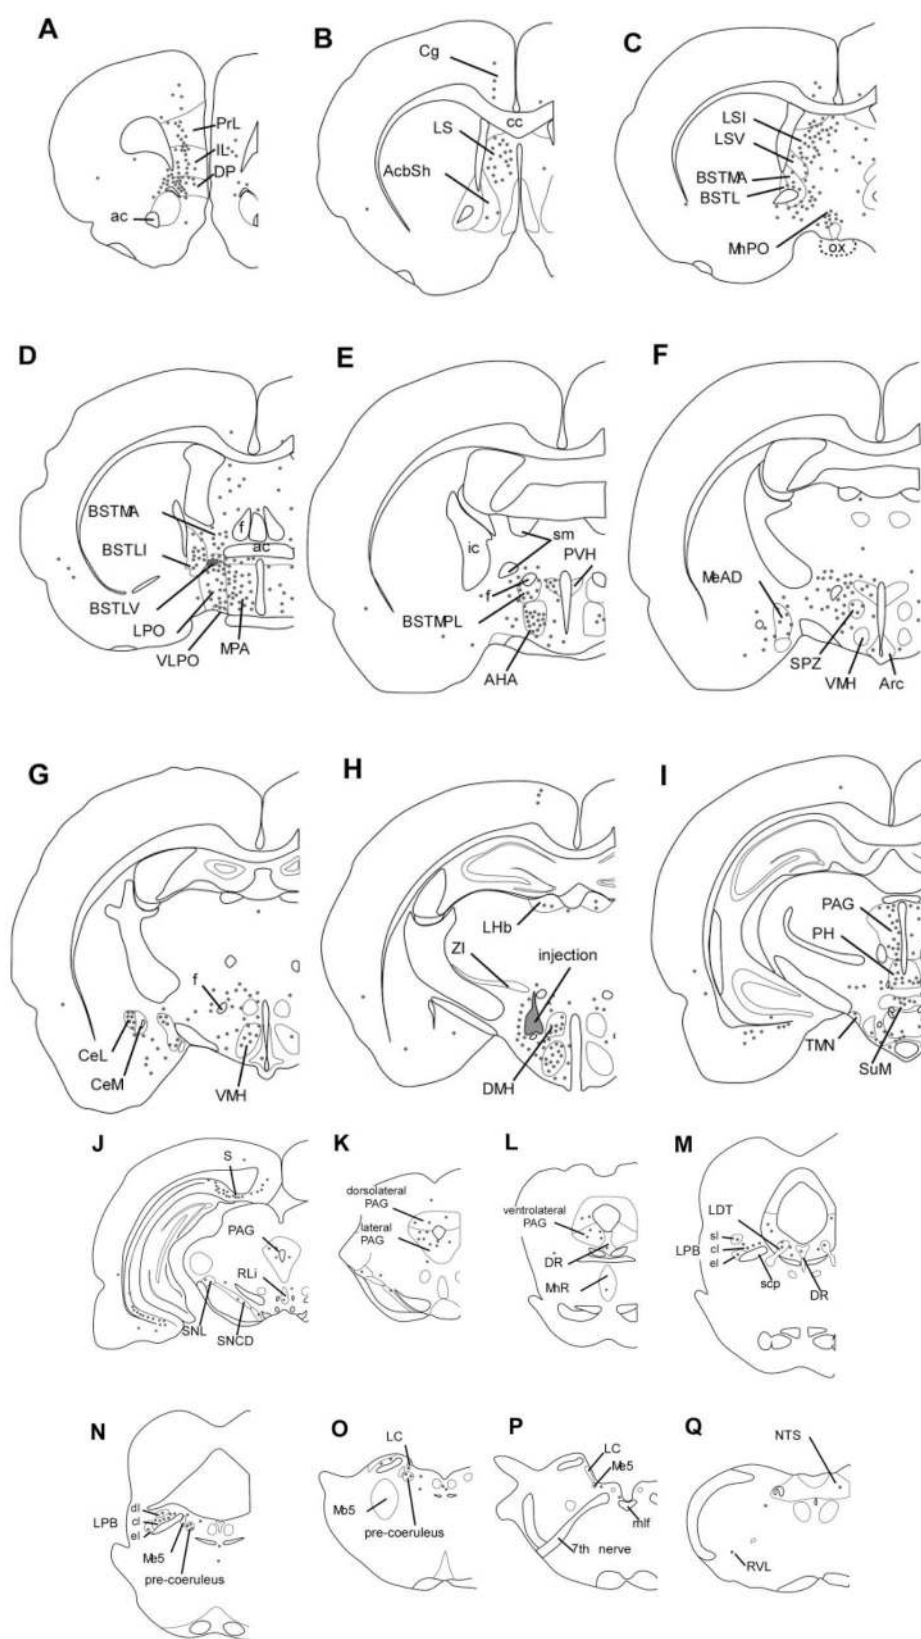 A
PrL
IL
DP
ac
B
Cg
cc
LS
AcbSh
C
LSI
LSV
BSTMA
BSTL
MnPO
ox
D
BSTMA
f
ac
BSTLI
BSTLV
LPO
VLPO
MPA
E
ic
sm
PVH
f
BSTMPL
AHA
F
MeAD
SPZ
VMH
Arc
G
f
CeL
CeM
VMH
H
LHb
ZI
injection
DMH
I
PAG
PH
TMN
SuM
J
S
PAG
RLi
SNL
SNCD
K
dorsolateral
PAG
lateral
PAG
L
ventrolateral
PAG
DR
MnR
M
LDT
sl
LPB
cl
el
scp
DR
N
dl
LPB
cl
el
Me5
pre-coeruleus
O
LC
Mo5
pre-coeruleus
P
LC
Me5
mlf
7th nerve
Q
NTS
RVL